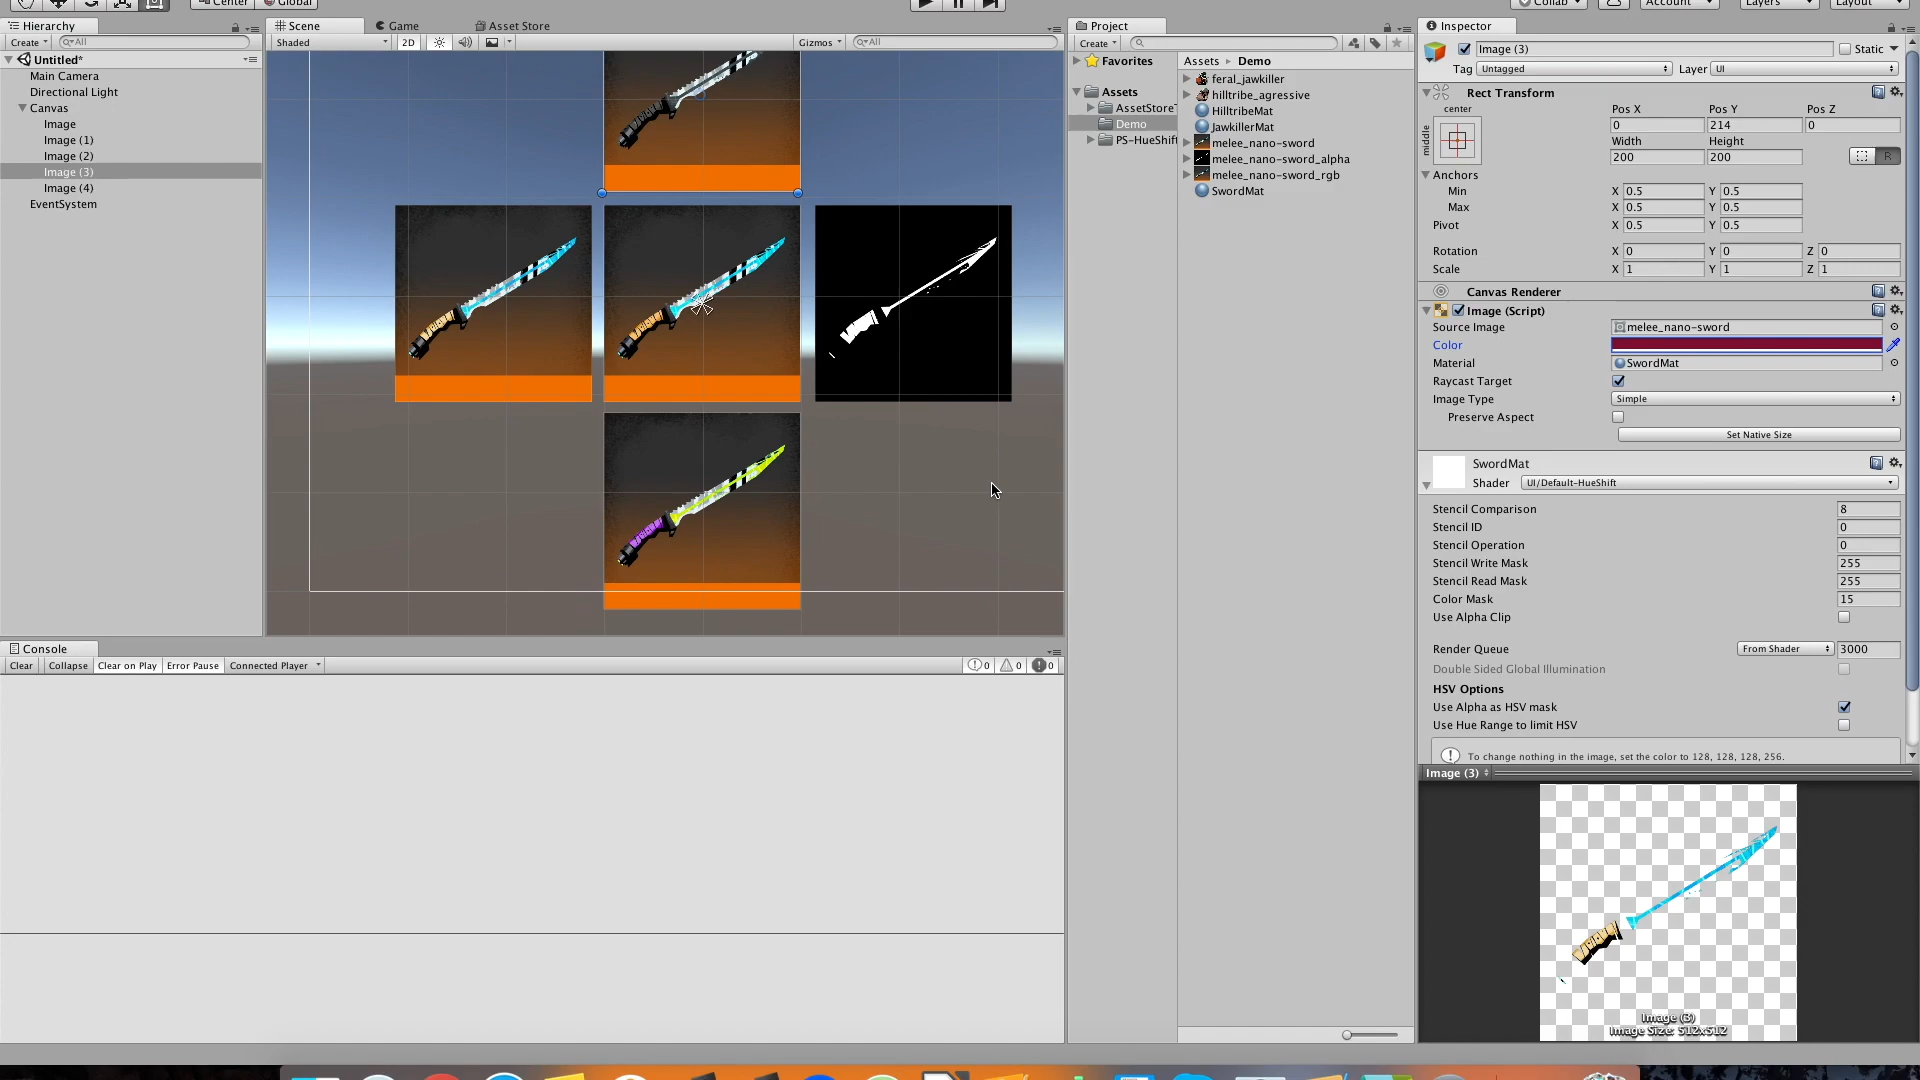 Center
Global
Collab
Account
Layers
Layout
Hierarchy
Scene
Game
Asset Store
Project
Inspector
Create
All
Shaded
2D
Gizmos
All
Create
Image (3)
Static
Untitled*
Main Camera
Directional Light
Canvas
Image
Image (1)
Image (2)
Image (3)
Image (4)
EventSystem
Favorites
Assets
AssetStoreT
Demo
PS-HueShift
Assets
Demo
feral_jawkiller
hilltribe_agressive
HilltribeMat
JawkillerMat
melee_nano-sword
melee_nano-sword_alpha
melee_nano-sword_rgb
SwordMat
Tag Untagged Layer UI
Rect Transform
center
middle
Pos X Pos Y Pos Z
0 214 0
Width Height
200 200
R
Anchors
Min X 0.5 Y 0.5
Max X 0.5 Y 0.5
Pivot X 0.5 Y 0.5
Rotation X 0 Y 0 Z 0
Scale X 1 Y 1 Z 1
Canvas Renderer
Image (Script)
Source Image melee_nano-sword
Color
Material SwordMat
Raycast Target
Image Type Simple
Preserve Aspect
Set Native Size
SwordMat
Shader UI/Default-HueShift
Stencil Comparison 8
Stencil ID 0
Stencil Operation 0
Stencil Write Mask 255
Stencil Read Mask 255
Color Mask 15
Use Alpha Clip
Render Queue From Shader 3000
Double Sided Global Illumination
HSV Options
Use Alpha as HSV mask
Use Hue Range to limit HSV
To change nothing in the image, set the color to 128, 128, 128, 256.
Image (3)
Image (3)
Image Size: 512x512
Console
Clear Collapse Clear on Play Error Pause Connected Player 0 0 0